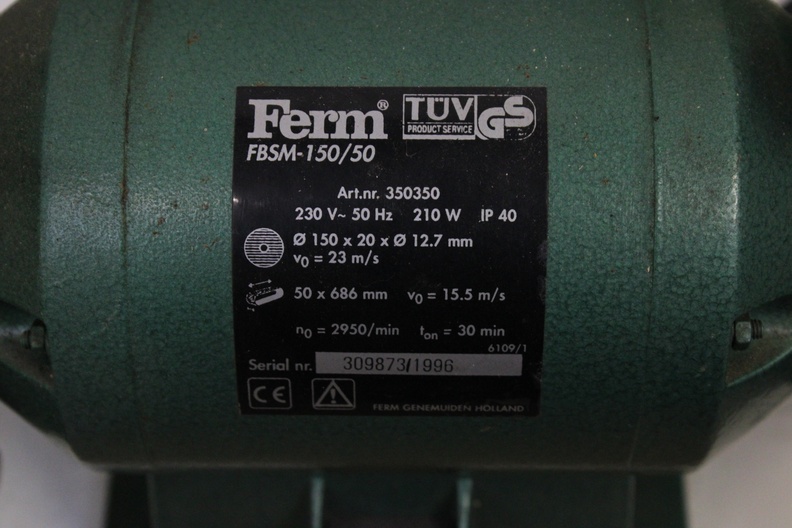 Ferm® TÜV PRODUCT SERVICE GS
FBSM-150/50
Art.nr. 350350
230 V~ 50 Hz 210 W IP 40
Ø 150 x 20 x Ø 12.7 mm
v0 = 23 m/s
50 x 686 mm v0 = 15.5 m/s
n0 = 2950/min ton = 30 min
6109/1
Serial nr. 309873/1996
CE FERM GENEMUIDEN HOLLAND